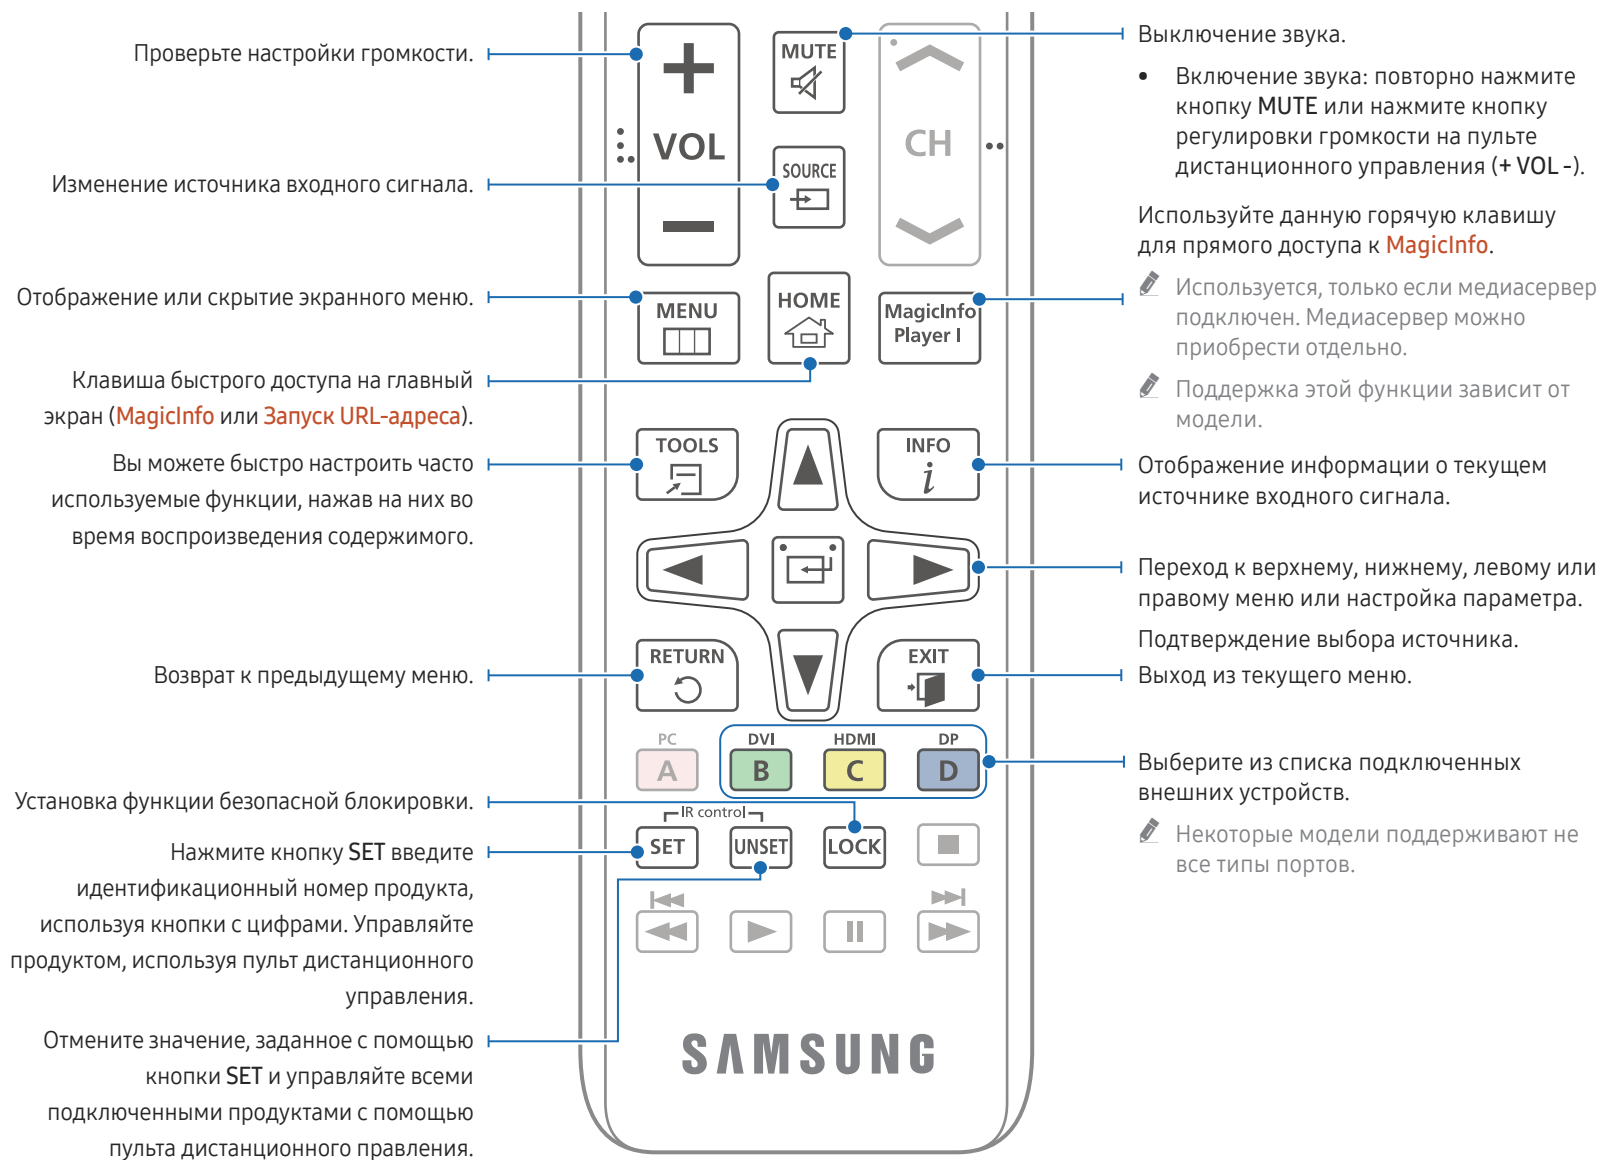 Проверьте настройки громкости.
Изменение источника входного сигнала.
Отображение или скрытие экранного меню.
Клавиша быстрого доступа на главный
экран (MagicInfo или Запуск URL-адреса).
Вы можете быстро настроить часто
используемые функции, нажав на них во
время воспроизведения содержимого.
Возврат к предыдущему меню.
Установка функции безопасной блокировки.
Нажмите кнопку SET введите
идентификационный номер продукта,
используя кнопки с цифрами. Управляйте
продуктом, используя пульт дистанционного
управления.
Отмените значение, заданное с помощью
кнопки SET и управляйте всеми
подключенными продуктами с помощью
пульта дистанционного правления.
VOL
MUTE
CH
SOURCE
MENU
HOME
MagicInfo
Player I
TOOLS
INFO
i
RETURN
EXIT
PC
DVI
HDMI
DP
A
B
C
D
IR control
SET
UNSET
LOCK
SAMSUNG
Выключение звука.
• Включение звука: повторно нажмите
кнопку MUTE или нажмите кнопку
регулировки громкости на пульте
дистанционного управления (+ VOL -).
Используйте данную горячую клавишу
для прямого доступа к MagicInfo.
Используется, только если медиасервер
подключен. Медиасервер можно
приобрести отдельно.
Поддержка этой функции зависит от
модели.
Отображение информации о текущем
источнике входного сигнала.
Переход к верхнему, нижнему, левому или
правому меню или настройка параметра.
Подтверждение выбора источника.
Выход из текущего меню.
Выберите из списка подключенных
внешних устройств.
Некоторые модели поддерживают не
все типы портов.